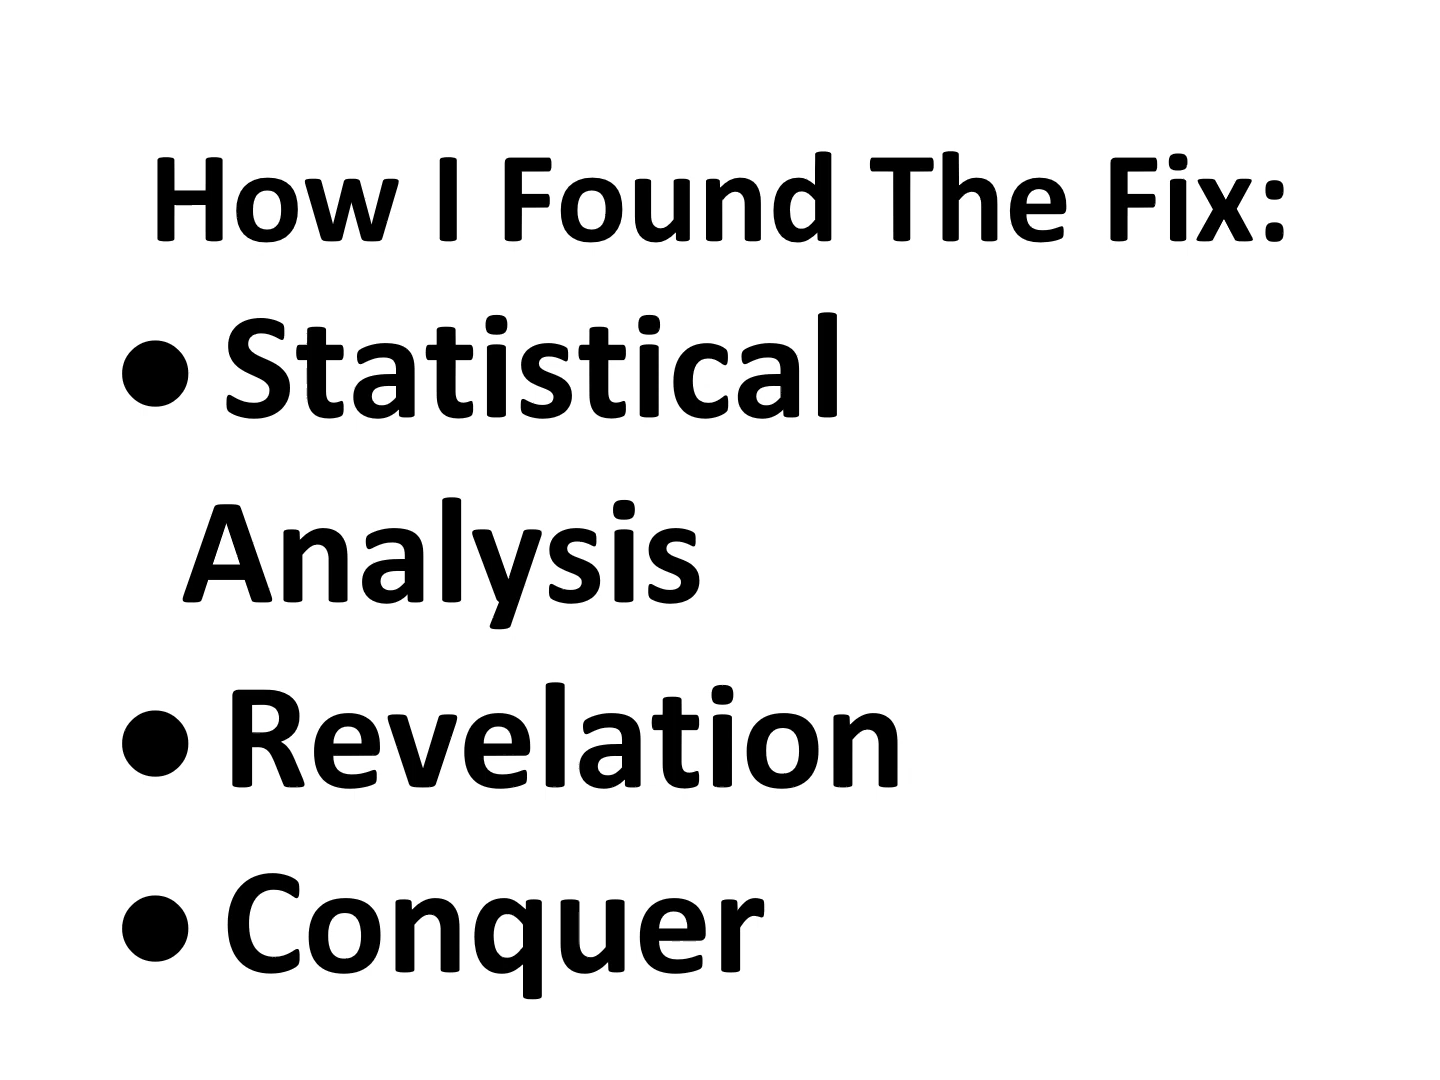 How I Found The Fix:
• Statistical
Analysis
• Revelation
• Conquer